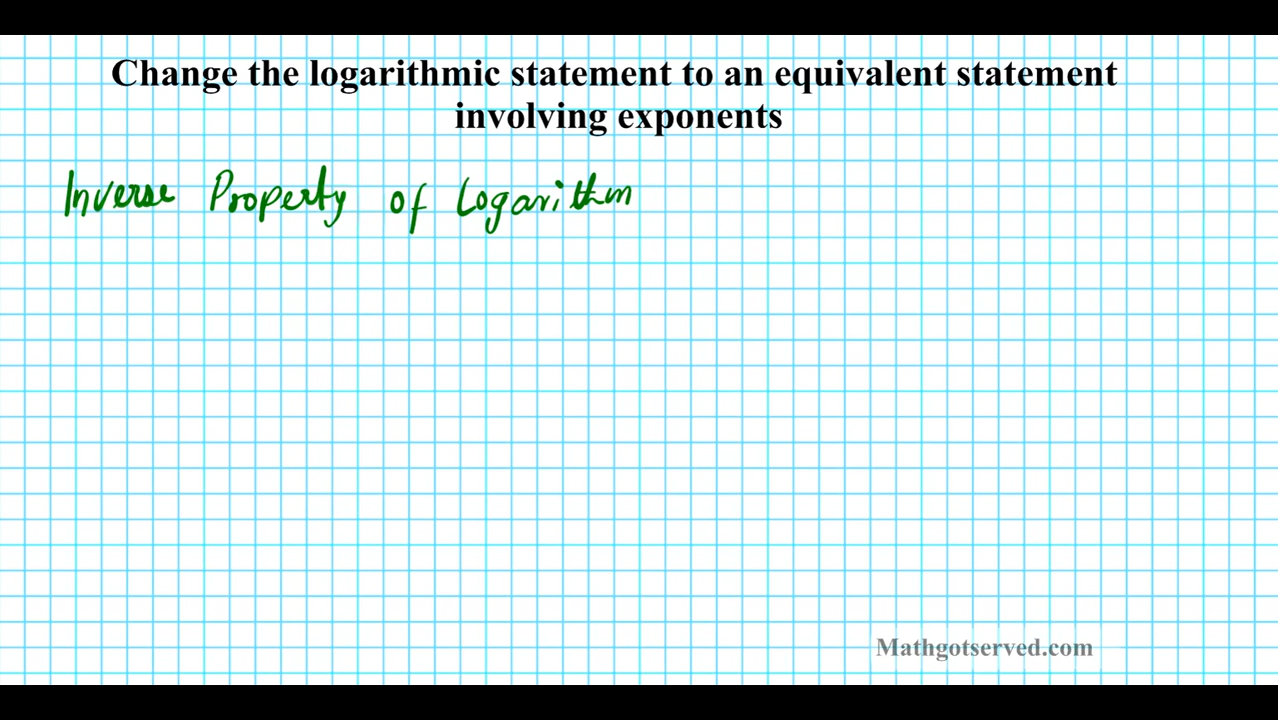 Change the logarithmic statement to an equivalent statement
involving exponents
Inverse Property of Logarithm
Mathgotserved.com